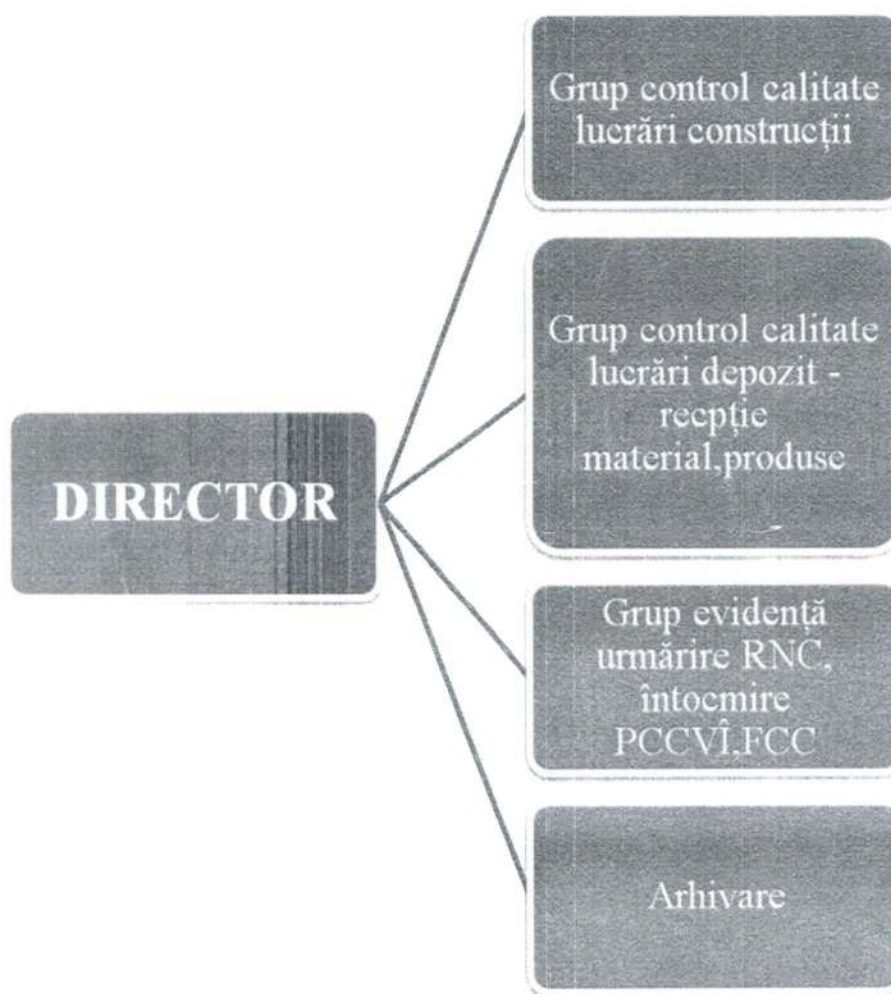 DIRECTOR
Grup control calitate
lucrări construcții
Grup control calitate
lucrări depozit -
recpție
material,produse
Grup evidență
urmărire RNC,
întocmire
PCCVÎ,FCC
Arhivare